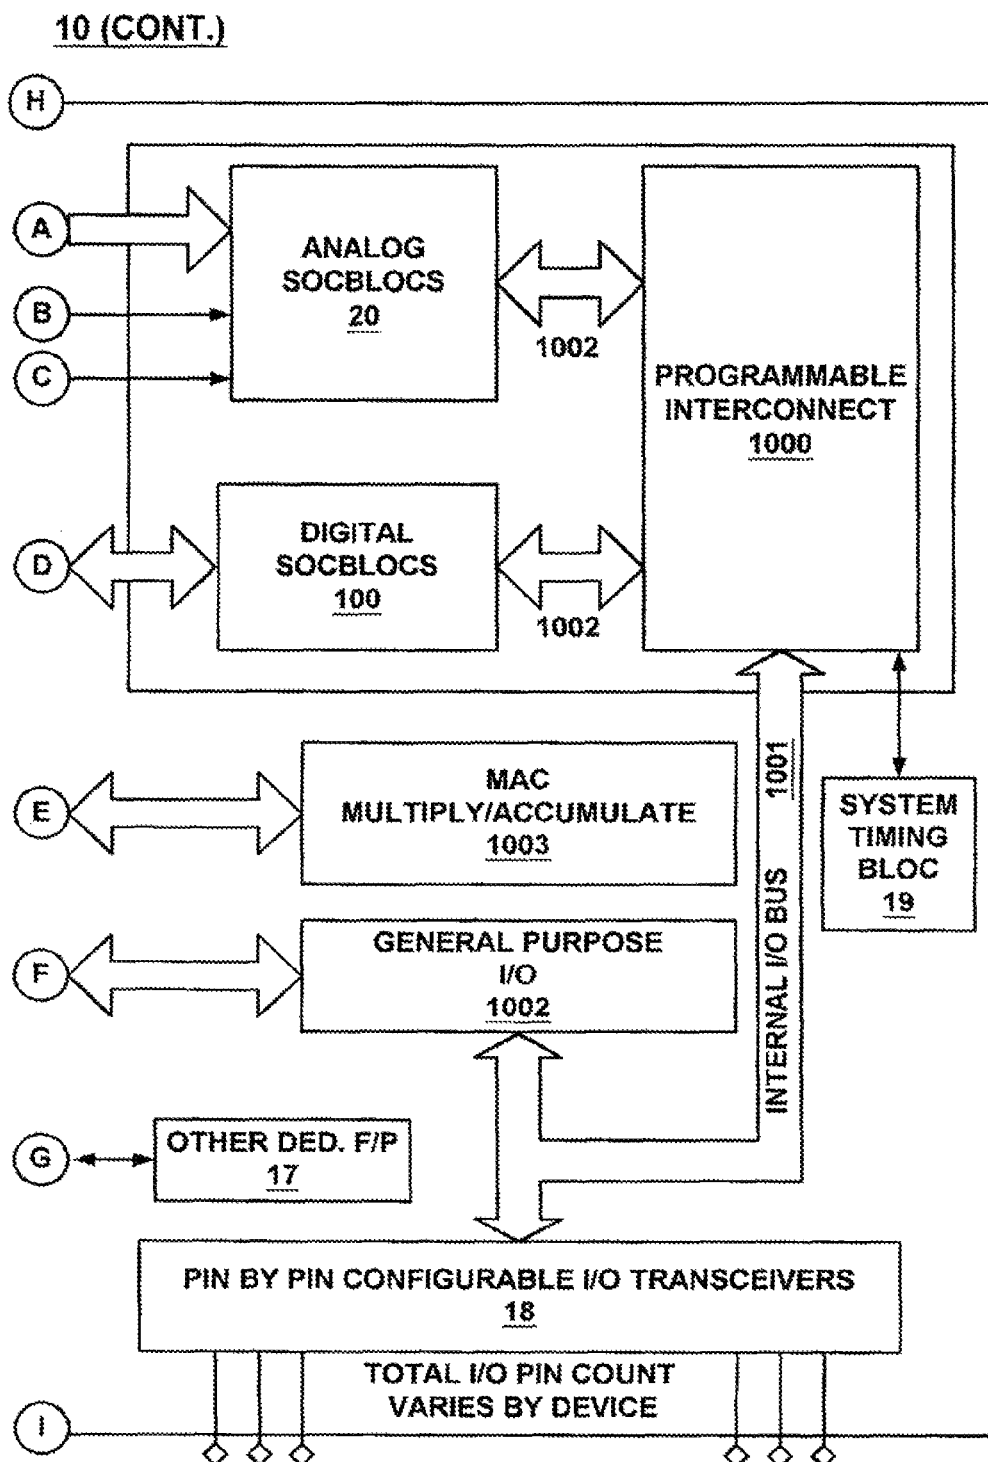 10 (CONT.)
H
A
ANALOG
SOCBLOCS
20
B
C
1002
PROGRAMMABLE
INTERCONNECT
1000
D
DIGITAL
SOCBLOCS
100
1002
E
MAC
MULTIPLY/ACCUMULATE
1003
INTERNAL I/O BUS 1001
SYSTEM
TIMING
BLOC
19
F
GENERAL PURPOSE
I/O
1002
G
OTHER DED. F/P
17
PIN BY PIN CONFIGURABLE I/O TRANSCEIVERS
18
TOTAL I/O PIN COUNT
VARIES BY DEVICE
I